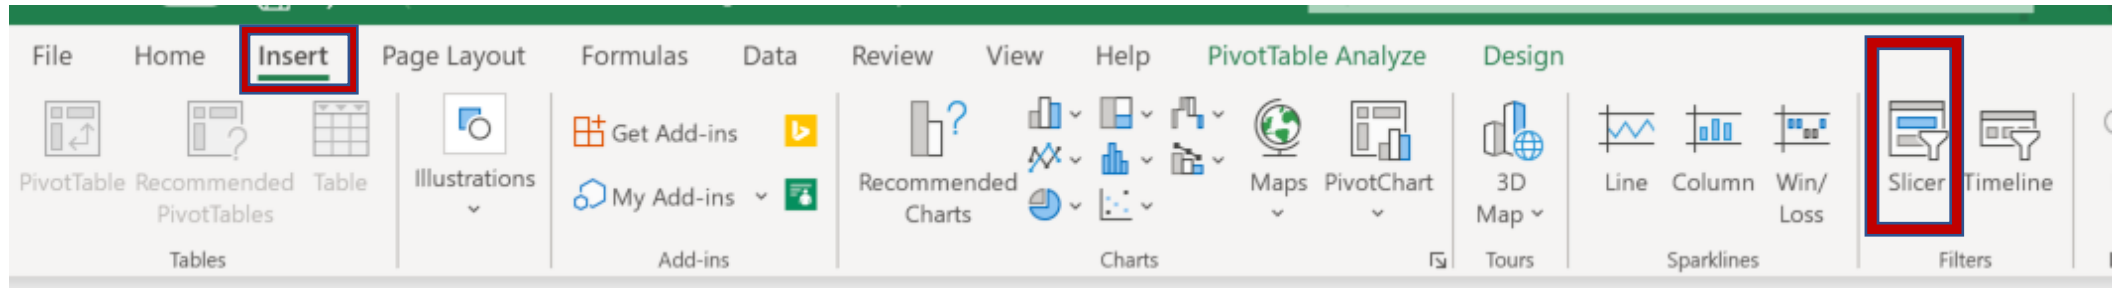 File Home Insert Page Layout Formulas Data Review View Help PivotTable Analyze Design
PivotTable
Recommended
PivotTables
Table
Tables
Illustrations
Get Add-ins
My Add-ins
Add-ins
Recommended
Charts
Maps
PivotChart
Charts
3D
Map
Tours
Line
Column
Win/
Loss
Sparklines
Slicer
Timeline
Filters